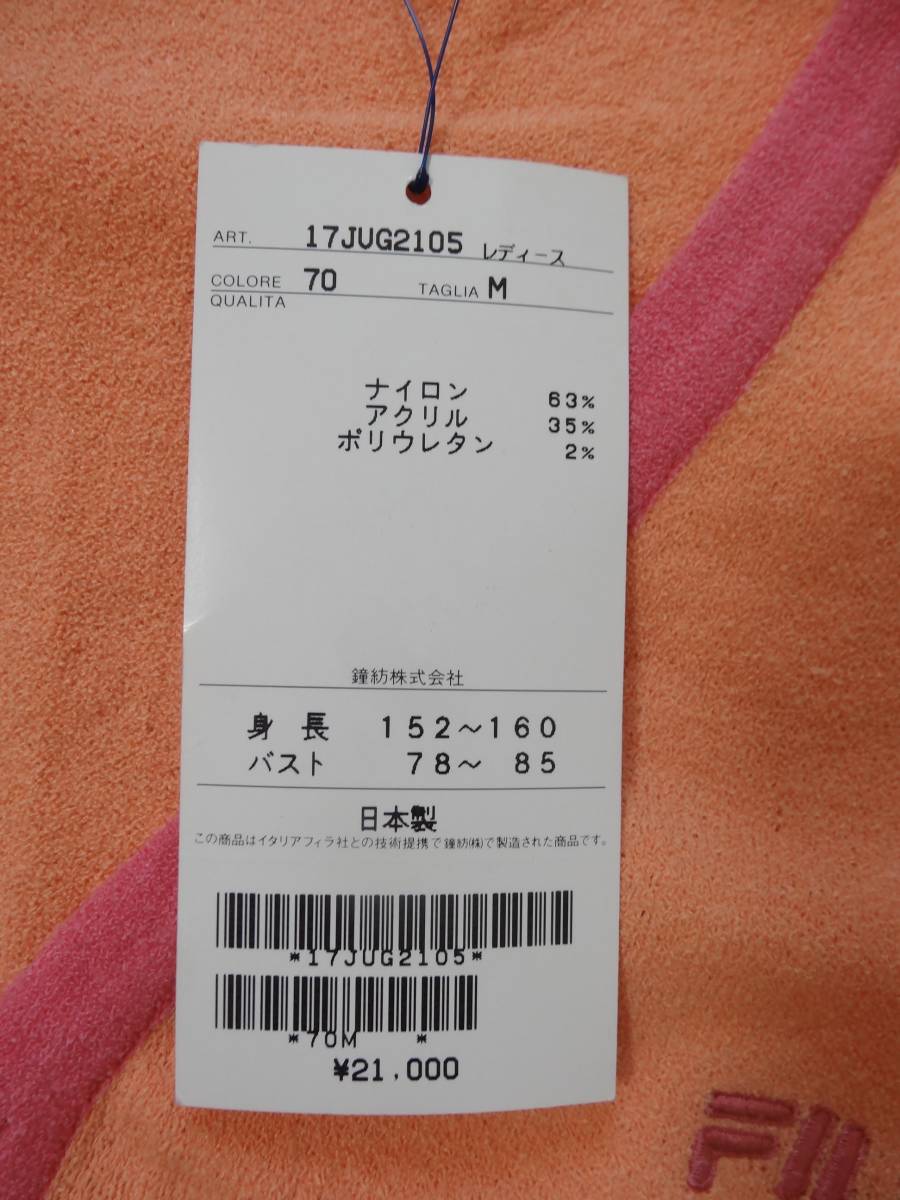 ART. 17JUG2105 レディース
COLORE 70 TAGLIA M
QUALITA
ナイロン 63%
アクリル 35%
ポリウレタン 2%
鐘紡株式会社
身長 152～160
バスト 78～ 85
日本製
この商品はイタリアフィラ社との技術提携で鐘紡㈱で製造された商品です。
*17JUG2105*
*70M *
¥21,000
FILA